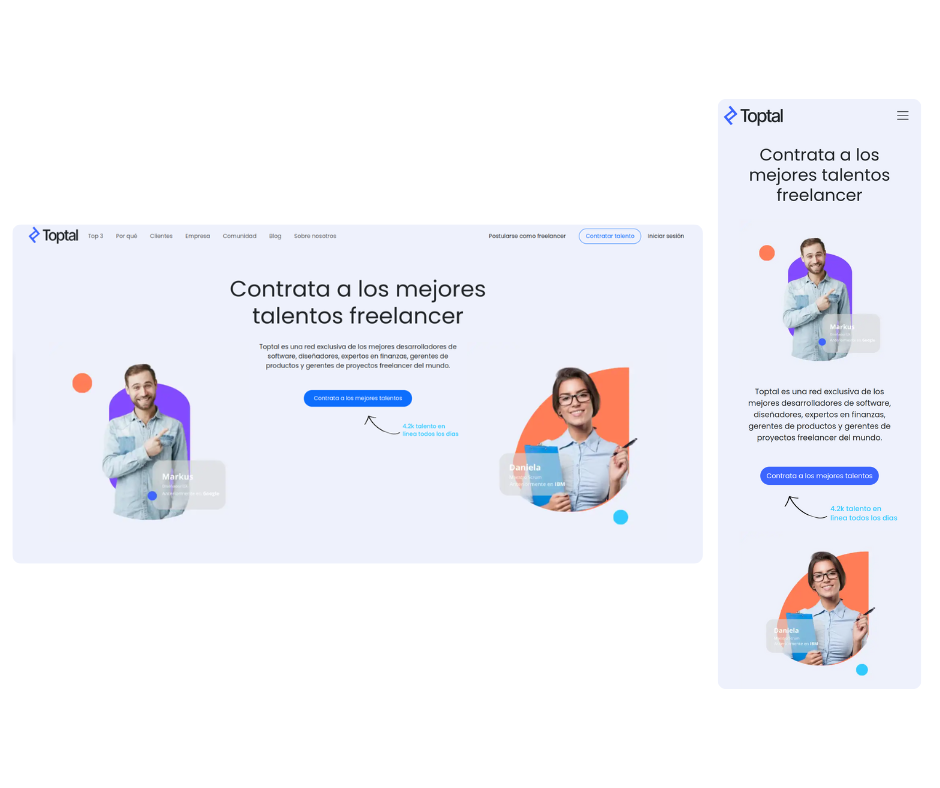 Toptal
Top 3 Por qué Clientes Empresa Comunidad Blog Sobre nosotros
Postularse como freelancer Contratar talento Iniciar sesión
Contrata a los mejores
talentos freelancer
Toptal es una red exclusiva de los mejores desarrolladores de
software, diseñadores, expertos en finanzas, gerentes de
productos y gerentes de proyectos freelancer del mundo.
Contrata a los mejores talentos
4.2k talento en
línea todos los días
Markus
Google
Daniela
IBM
Toptal
Contrata a los
mejores talentos
freelancer
Markus
Toptal es una red exclusiva de los
mejores desarrolladores de software,
diseñadores, expertos en finanzas,
gerentes de productos y gerentes de
proyectos freelancer del mundo.
Contrata a los mejores talentos
4.2k talento en
línea todos los días
Daniela
IBM